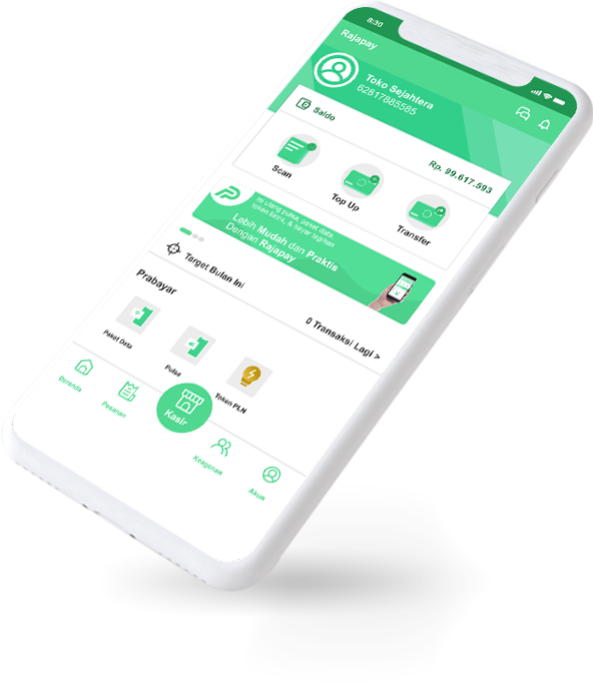 8:30
Rajapay
Toko Sejahtera
62817885585
Saldo
Rp. 99.617.593
Scan
Top Up
Transfer
Isi ulang pulsa, paket data,
token listrik, & bayar tagihan
Lebih Mudah dan Praktis
Dengan Rajapay
Target Bulan Ini
0 Transaksi Lagi >
Prabayar
Paket Data
Pulsa
Token PLN
Beranda
Pesanan
Kasir
Keagenan
Akun